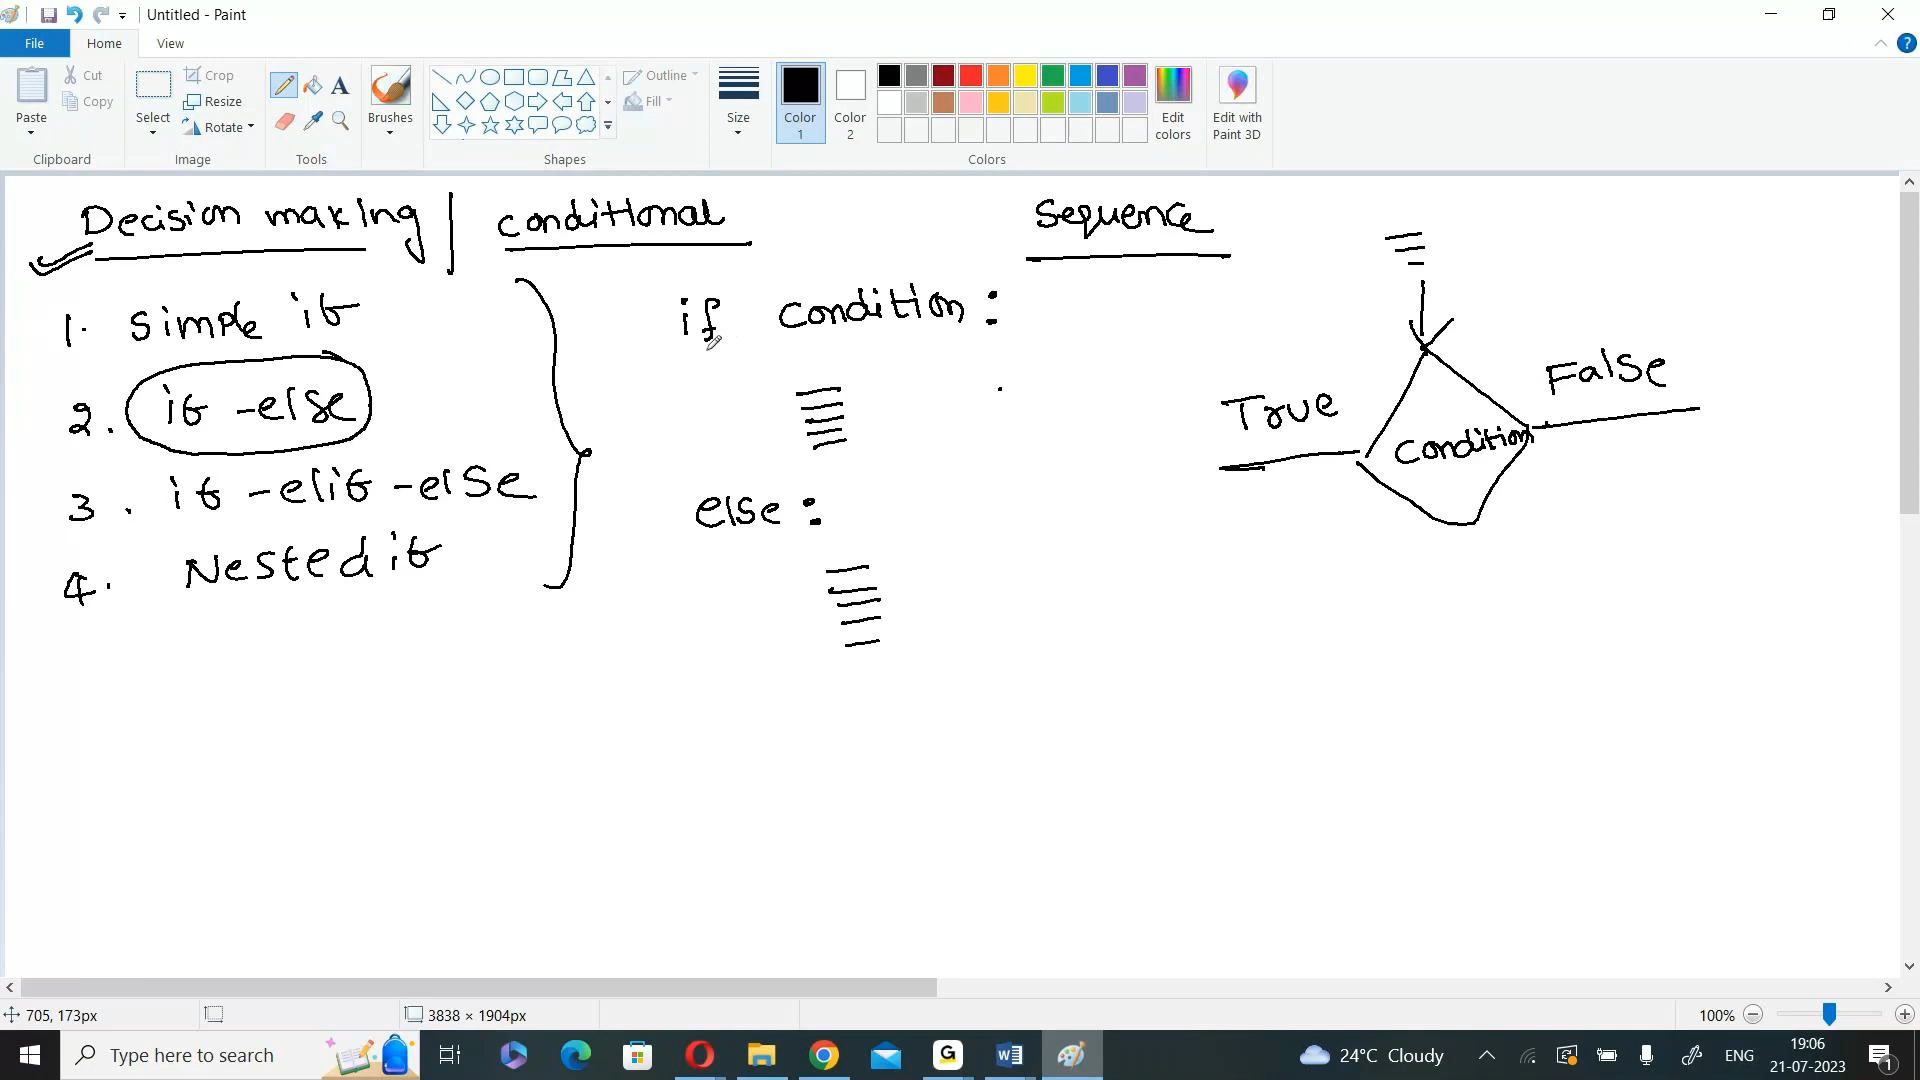 Untitled - Paint
File Home View
Paste
Cut
Copy
Clipboard
Select
Crop
Resize
Rotate
Image
Tools
Brushes
Outline
Fill
Shapes
Size
Color 1
Color 2
Edit colors
Colors
Edit with Paint 3D
Decision making | conditional
Sequence
1. simple if
2. if -else
3. if -elif -else
4. Nested if
if condition:
else:
True
condition
False
705, 173px
3838 × 1904px
100%
Type here to search
24°C Cloudy
ENG
19:06
21-07-2023
1